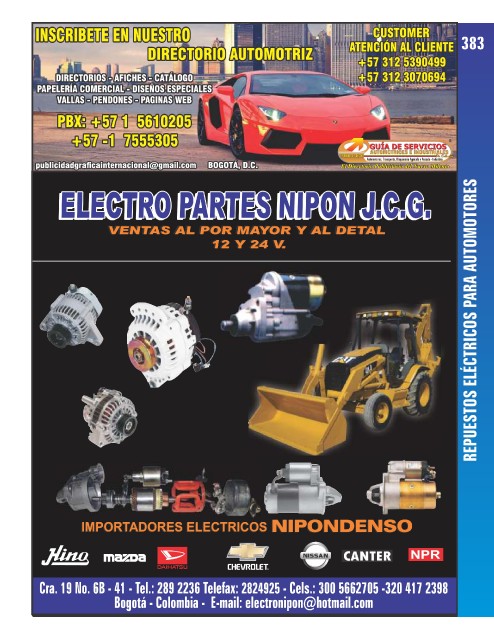 INSCRIBETE EN NUESTRO
DIRECTORIO AUTOMOTRIZ
DIRECTORIOS - AFICHES - CATÁLOGO
PAPELERÍA COMERCIAL - DISEÑOS ESPECIALES
VALLAS - PENDONES - PAGINAS WEB
PBX: +57 1 5610205
+57 -1 7555305
publicidadgraficainternacional@gmail.com BOGOTA, D.C.
CUSTOMER
ATENCIÓN AL CLIENTE
+57 312 5390499
+57 312 3070694
GUÍA DE SERVICIOS
AUTOMOTRICES E INDUSTRIALES
383
REPUESTOS ELÉCTRICOS PARA AUTOMOTORES
ELECTRO PARTES NIPON J.C.G.
VENTAS AL POR MAYOR Y AL DETAL
12 Y 24 V.
CAT
IMPORTADORES ELECTRICOS NIPONDENSO
Hino
mazda
DAIHATSU
CHEVROLET
NISSAN
CANTER
NPR
Cra. 19 No. 6B - 41 - Tel.: 289 2236 Telefax: 2824925 - Cels.: 300 5662705 -320 417 2398
Bogotá - Colombia - E-mail: electronipon@hotmail.com